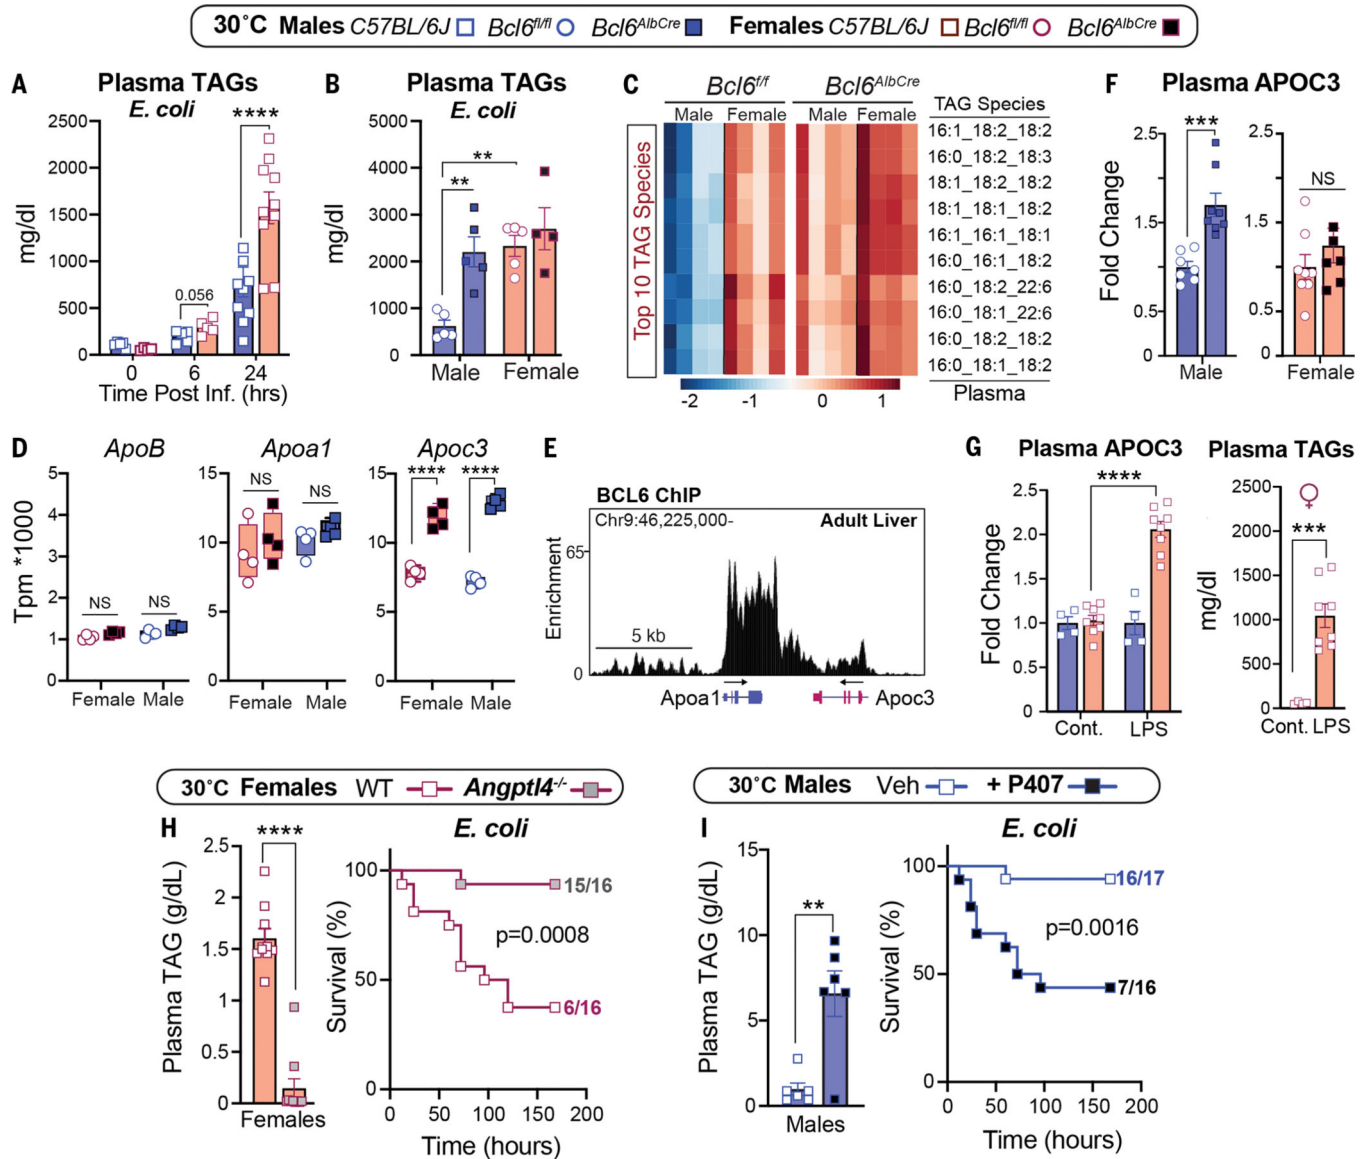 30°C Males C57BL/6J Bcl6fl/fl Bcl6AlbCre Females C57BL/6J Bcl6fl/fl Bcl6AlbCre
A Plasma TAGs
E. coli
****
mg/dl
2500
2000
1500
1000
500
0
0.056
0 6 24
Time Post Inf. (hrs)
B Plasma TAGs
E. coli
mg/dl
5000
4000
3000
2000
1000
0
**
**
Male Female
C Bcl6f/f Bcl6AlbCre
Male Female Male Female
TAG Species
Top 10 TAG Species
16:1_18:2_18:2
16:0_18:2_18:3
18:1_18:2_18:2
18:1_18:1_18:2
16:1_16:1_18:1
16:0_16:1_18:2
16:0_18:2_22:6
16:0_18:1_22:6
16:0_18:2_18:2
16:0_18:1_18:2
Plasma
-2 -1 0 1
F Plasma APOC3
Fold Change
2.5
1.5
1
0.5
0
***
Male
2.5
1.5
1
0.5
0
NS
Female
D ApoB Apoa1 Apoc3
Tpm *1000
5
4
3
2
1
0
NS NS
Female Male
15
10
5
0
NS NS
Female Male
15
10
5
0
**** ****
Female Male
E
BCL6 ChIP
Chr9:46,225,000-
Adult Liver
Enrichment
65
0
5 kb
Apoa1 Apoc3
G Plasma APOC3 Plasma TAGs
Fold Change
2.5
2.0
1.5
1.0
0.5
0
****
Cont. LPS
mg/dl
2500
2000
1500
1000
500
0
♀
***
Cont. LPS
30°C Females WT Angptl4-/-
H
****
Plasma TAG (g/dL)
2.5
2
1.5
1
0.5
0
Females
E. coli
Survival (%)
100
50
0
15/16
p=0.0008
6/16
0 50 100 150 200
Time (hours)
30°C Males Veh + P407
I
Plasma TAG (g/dL)
15
10
5
0
**
Males
E. coli
Survival (%)
100
50
0
16/17
p=0.0016
7/16
0 50 100 150 200
Time (hours)